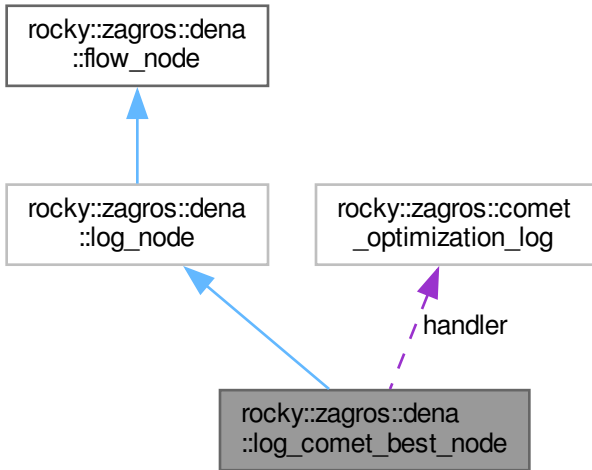 rocky::zagros::dena
::flow_node
rocky::zagros::dena
::log_node
rocky::zagros::comet
_optimization_log
handler
rocky::zagros::dena
::log_comet_best_node